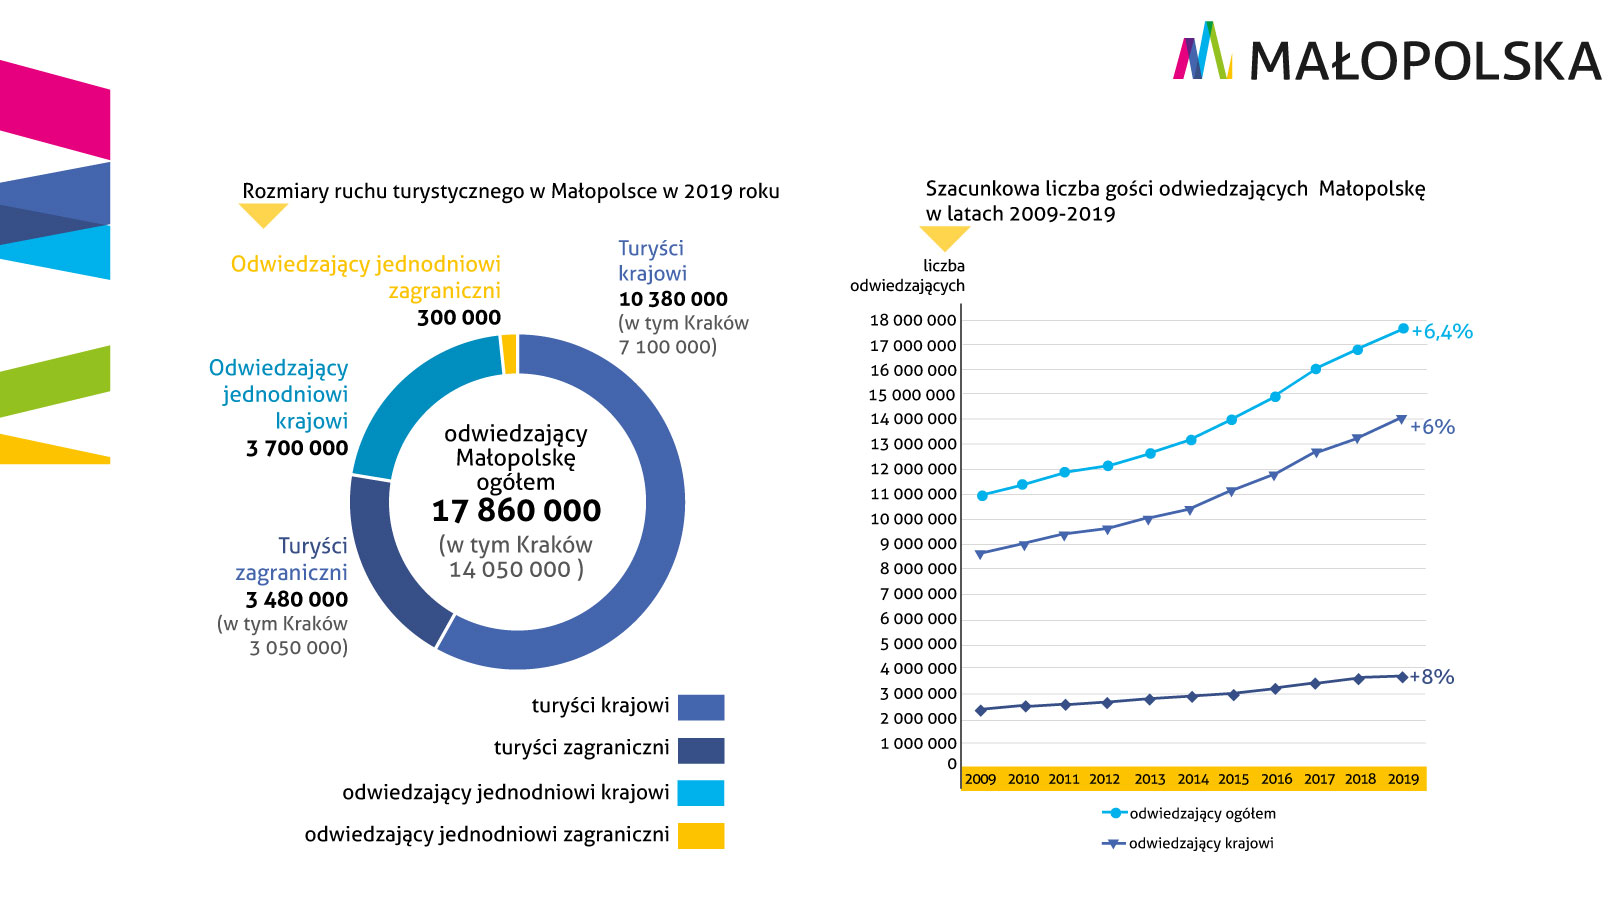 MAŁOPOLSKA
Rozmiary ruchu turystycznego w Małopolsce w 2019 roku
Odwiedzający jednodniowi
zagraniczni
300 000
Turyści
krajowi
10 380 000
(w tym Kraków
7 100 000)
Odwiedzający
jednodniowi
krajowi
3 700 000
odwiedzający
Małopolskę
ogółem
17 860 000
(w tym Kraków
14 050 000 )
Turyści
zagraniczni
3 480 000
(w tym Kraków
3 050 000)
turyści krajowi
turyści zagraniczni
odwiedzający jednodniowi krajowi
odwiedzający jednodniowi zagraniczni
Szacunkowa liczba gości odwiedzających Małopolskę
w latach 2009-2019
liczba
odwiedzających
18 000 000
17 000 000
16 000 000
15 000 000
14 000 000
13 000 000
12 000 000
11 000 000
10 000 000
9 000 000
8 000 000
7 000 000
6 000 000
5 000 000
4 000 000
3 000 000
2 000 000
1 000 000
0
+6,4%
+6%
+8%
2009 2010 2011 2012 2013 2014 2015 2016 2017 2018 2019
odwiedzający ogółem
odwiedzający krajowi